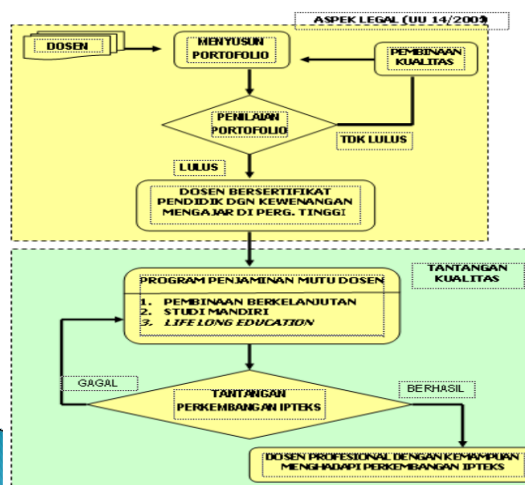 ASPEK LEGAL (UU 14/2005)
DOSEN
MENYUSUN
PORTOFOLIO
PEMBINAAN
KUALITAS
PENILAIAN
PORTOFOLIO
TDK LULUS
LULUS
DOSEN BERSERTIFIKAT
PENDIDIK DGN KEWENANGAN
MENGAJAR DI PERG. TINGGI
TANTANGAN
KUALITAS
PROGRAM PENJAMINAN MUTU DOSEN
1. PEMBINAAN BERKELANJUTAN
2. STUDI MANDIRI
3. LIFE LONG EDUCATION
GAGAL
BERHASIL
TANTANGAN
PERKEMBANGAN IPTEKS
DOSEN PROFESIONAL DENGAN KEMAMPUAN
MENGHADAPI PERKEMBANGAN IPTEKS